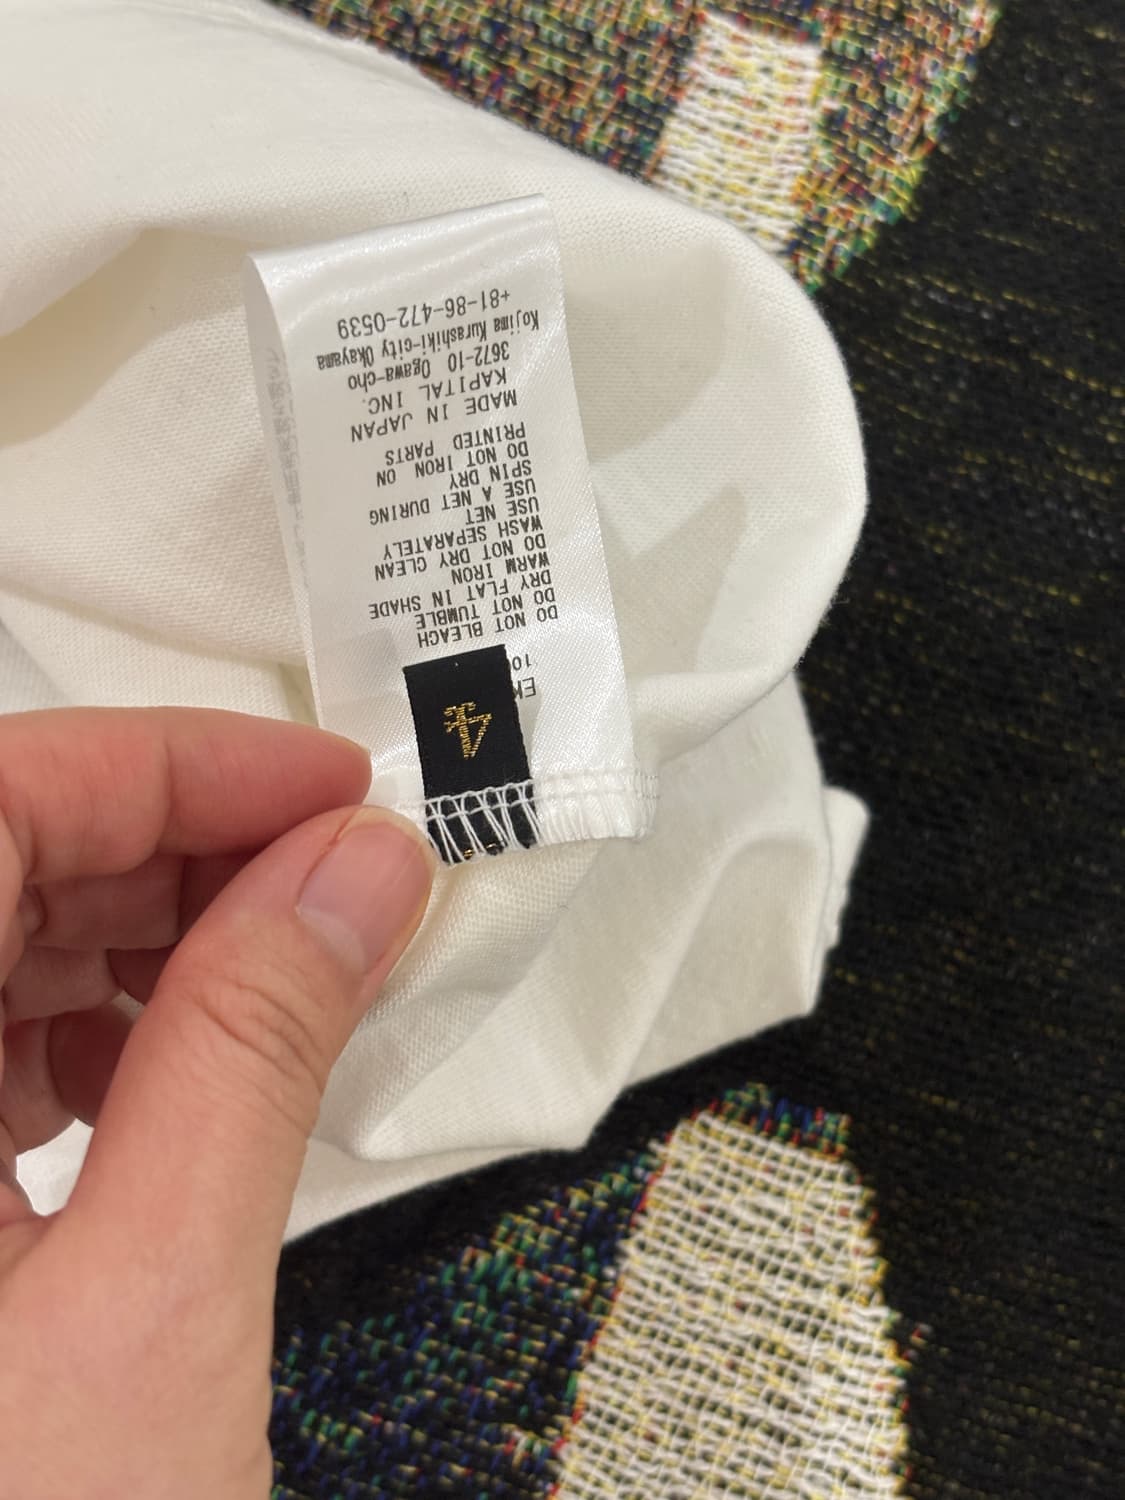 EK
100
DO NOT BLEACH
DO NOT TUMBLE
DRY FLAT IN SHADE
WARM IRON
DO NOT DRY CLEAN
WASH SEPARATELY
USE NET
USE A NET DURING
SPIN DRY
DO NOT IRON ON
PRINTED PARTS
MADE IN JAPAN
KAPITAL INC.
3672-10 Ogawa-cho
Kojima Kurashiki-city Okayama
+81-86-472-0539
4